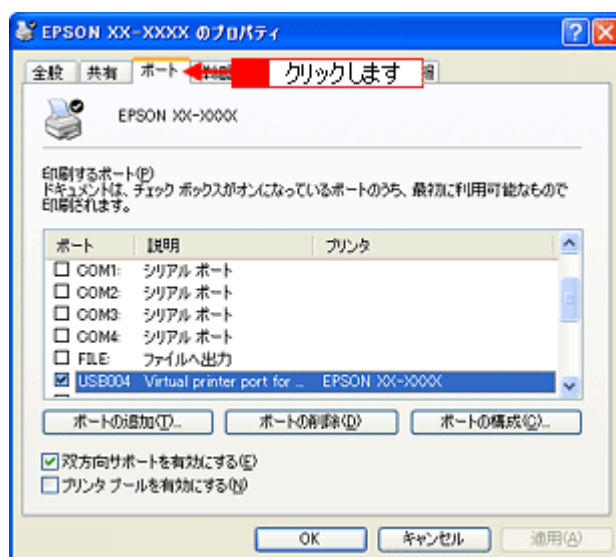 EPSON XX-XXXX のプロパティ
全般 共有 ポート クリックします
EPSON XX-XXXX
印刷するポート(P)
ドキュメントは、チェック ボックスがオンになっているポートのうち、最初に利用可能なもので
印刷されます。
ポート 説明 プリンタ
COM1: シリアル ポート
COM2: シリアル ポート
COM3: シリアル ポート
COM4: シリアル ポート
FILE: ファイルへ出力
USB004 Virtual printer port for ... EPSON XX-XXXX
ポートの追加(T)... ポートの削除(D) ポートの構成(C)...
双方向サポートを有効にする(E)
プリンタ プールを有効にする(N)
OK キャンセル 適用(A)